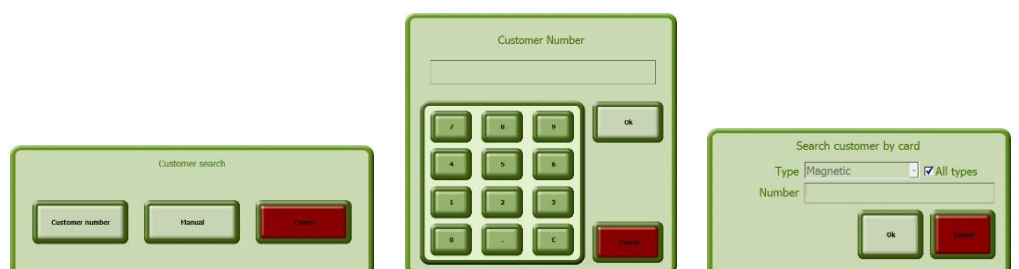 Customer search
Customer number Manual Cancel
Customer Number
7 8 9 Ok
4 5 6
1 2 3
0 . C Cancel
Search customer by card
Type Magnetic All types
Number
Ok Cancel